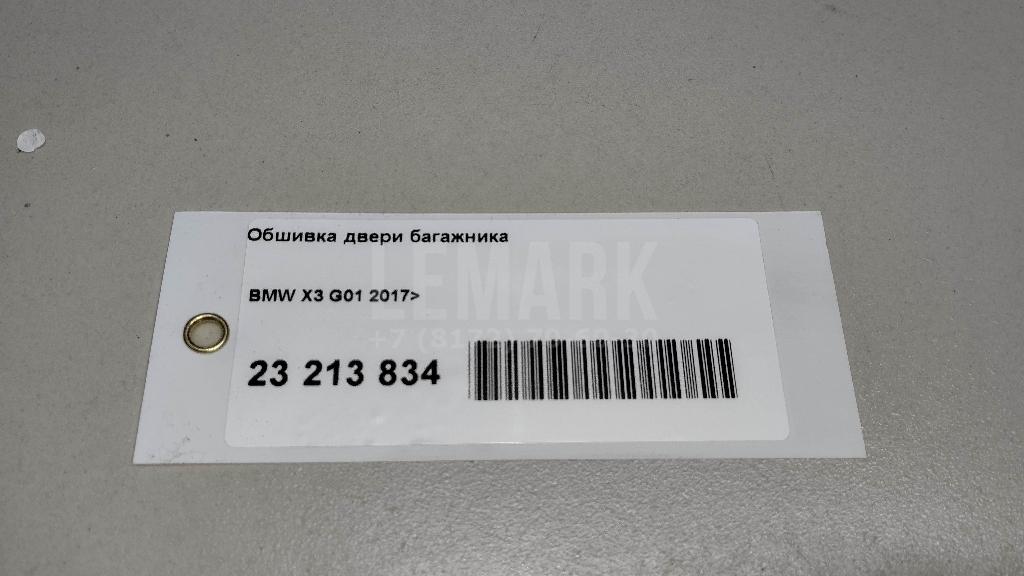 Обшивка двери багажника
LEMARK
BMW X3 G01 2017>
23 213 834